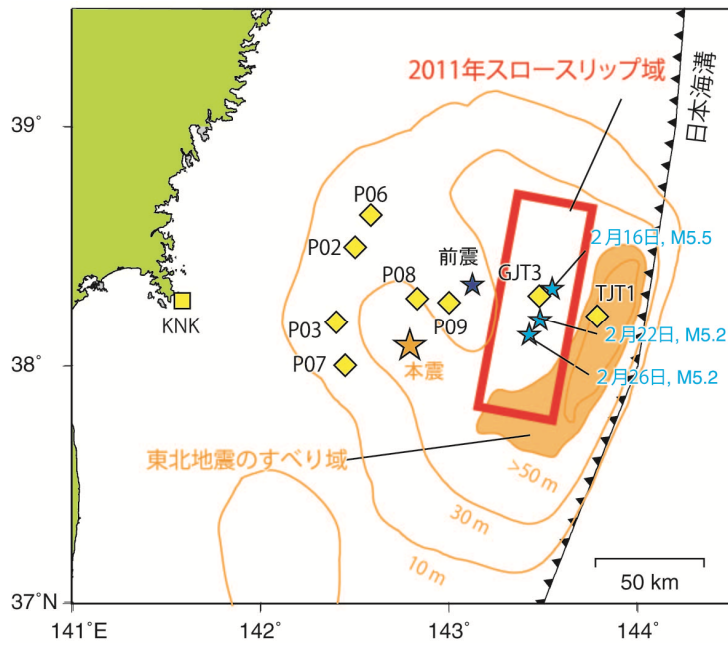 39°
38°
37°N
141°E
142°
143°
144°
2011年スロースリップ域
日本海溝
P06
P02
前震
GJT3
2月16日, M5.5
P08
TJT1
KNK
P03
P09
2月22日, M5.2
P07
本震
2月26日, M5.2
東北地震のすべり域
>50 m
30 m
10 m
50 km